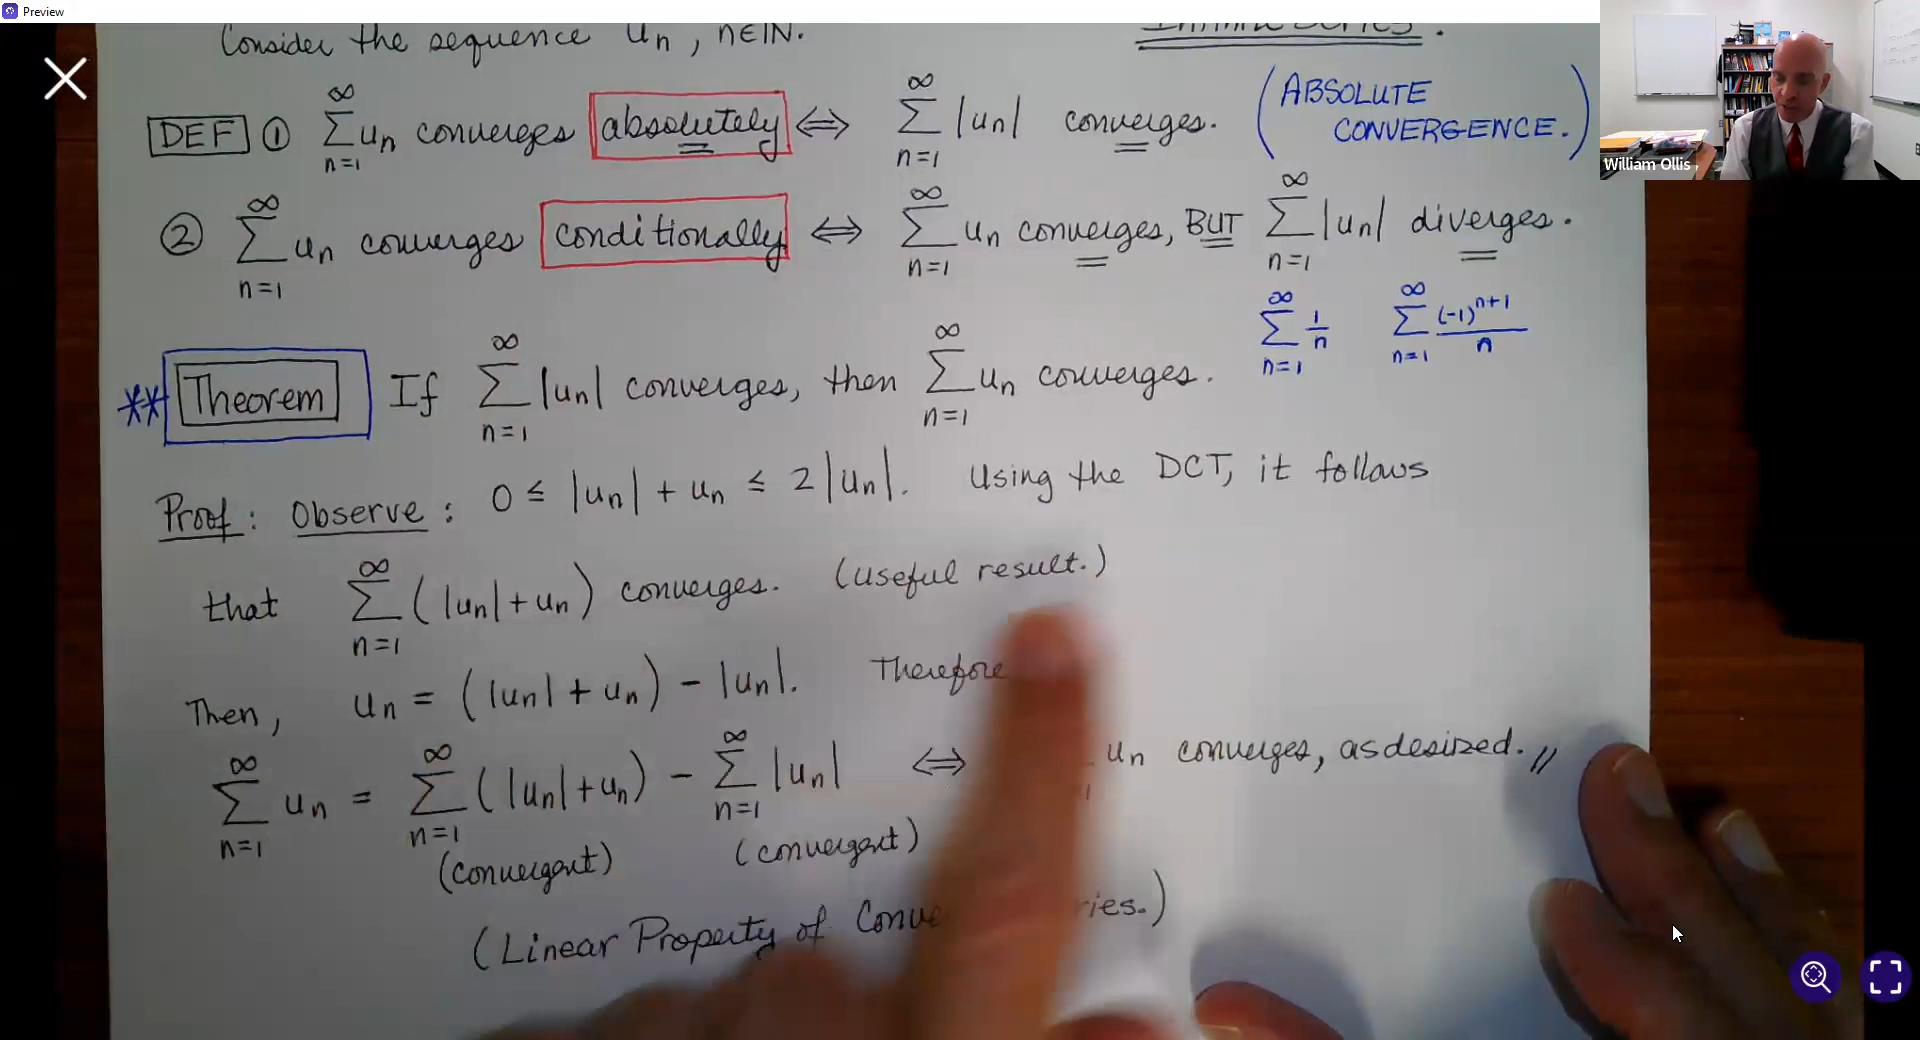 Preview
Consider the sequence uₙ, n∈ℕ.
William Ollis
DEF ① ∑_{n=1}^{∞} uₙ converges absolutely ⟺ ∑_{n=1}^{∞} |uₙ| converges. (ABSOLUTE CONVERGENCE.)
② ∑_{n=1}^{∞} uₙ converges conditionally ⟺ ∑_{n=1}^{∞} uₙ converges, BUT ∑_{n=1}^{∞} |uₙ| diverges.
∑_{n=1}^{∞} 1/n ∑_{n=1}^{∞} (-1)^{n+1}/n
** Theorem If ∑_{n=1}^{∞} |uₙ| converges, then ∑_{n=1}^{∞} uₙ converges.
Proof: Observe: 0 ≤ |uₙ| + uₙ ≤ 2|uₙ|. Using the DCT, it follows
that ∑_{n=1}^{∞} (|uₙ| + uₙ) converges. (useful result.)
Then, uₙ = (|uₙ| + uₙ) - |uₙ|. Therefore
∑_{n=1}^{∞} uₙ = ∑_{n=1}^{∞} (|uₙ| + uₙ) - ∑_{n=1}^{∞} |uₙ| ⟺ uₙ converges, as desired. //
(convergent) (convergent)
(Linear Property of